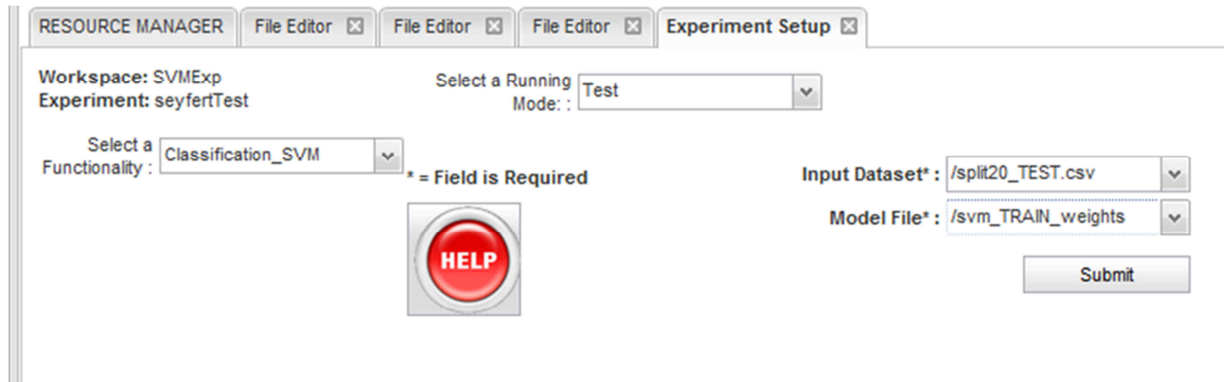 RESOURCE MANAGER File Editor File Editor File Editor Experiment Setup
Workspace: SVMExp
Experiment: seyfertTest
Select a Running
Mode: : Test
Select a
Functionality : Classification_SVM
* = Field is Required
HELP
Input Dataset* : /split20_TEST.csv
Model File* : /svm_TRAIN_weights
Submit